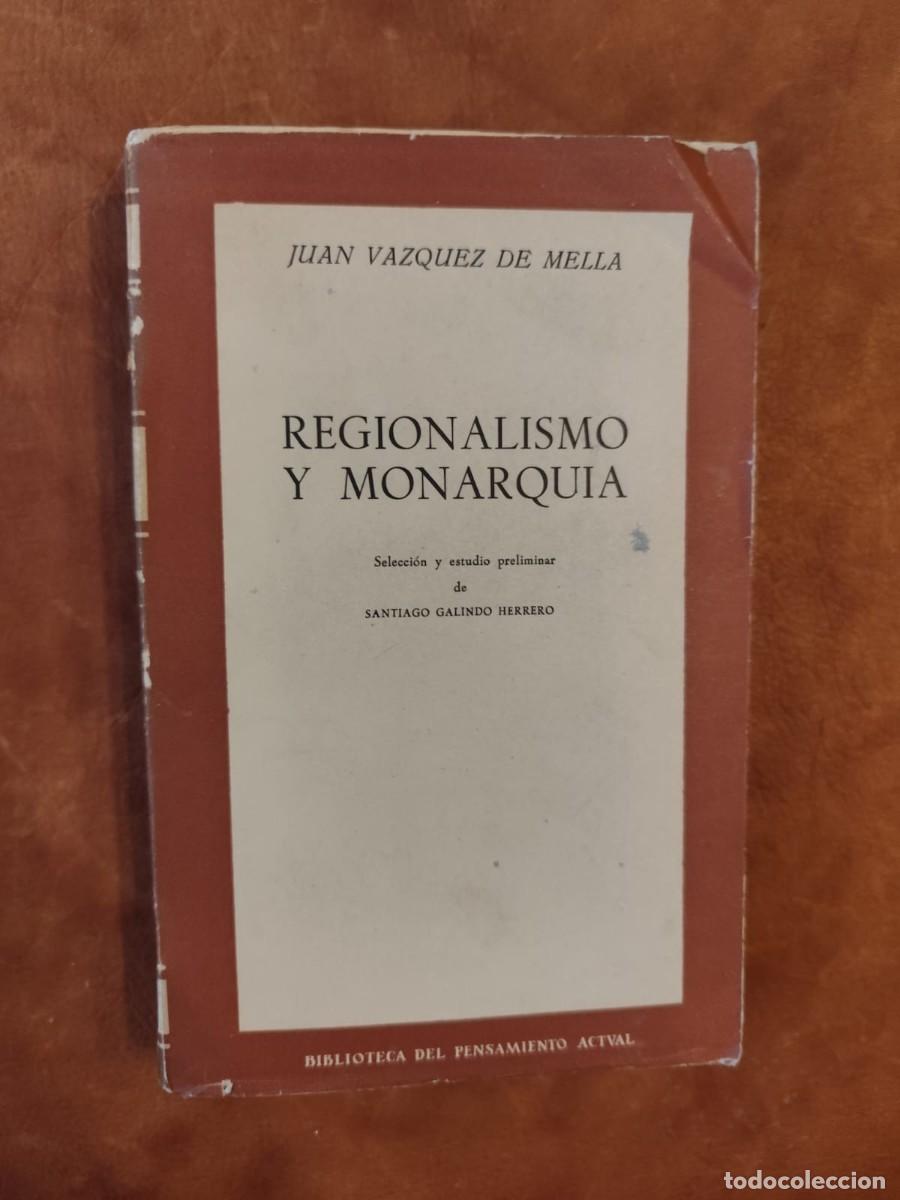 JUAN VAZQUEZ DE MELLA
REGIONALISMO
Y MONARQUIA
Selección y estudio preliminar
de
SANTIAGO GALINDO HERRERO
BIBLIOTECA DEL PENSAMIENTO ACTVAL
todocoleccion